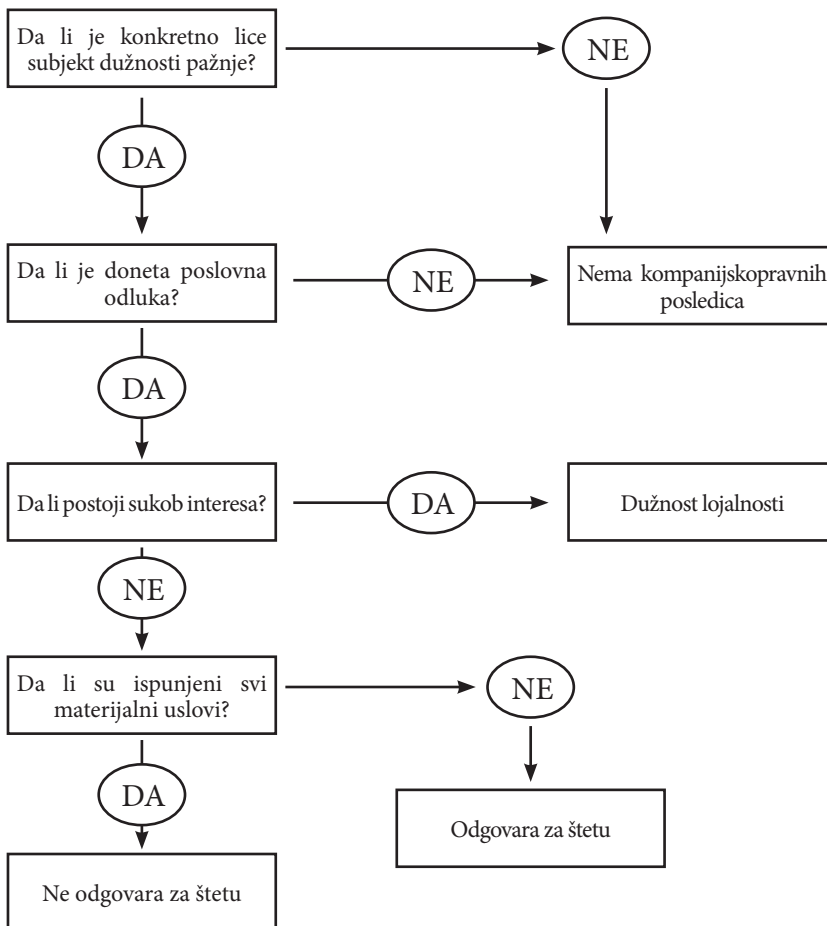 Da li je konkretno lice
subjekt dužnosti pažnje?
NE
DA
Da li je doneta poslovna
odluka?
NE
Nema kompanijskopravnih
posledica
DA
Da li postoji sukob interesa?
DA
Dužnost lojalnosti
NE
Da li su ispunjeni svi
materijalni uslovi?
NE
DA
Odgovara za štetu
Ne odgovara za štetu